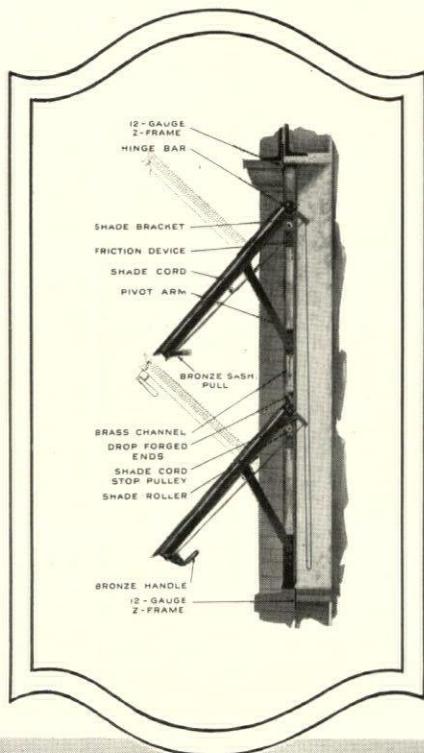 12-GAUGE
Z-FRAME
HINGE BAR
SHADE BRACKET
FRICTION DEVICE
SHADE CORD
PIVOT ARM
BRONZE SASH
PULL
BRASS CHANNEL
DROP FORGED
ENDS
SHADE CORD
STOP PULLEY
SHADE ROLLER
BRONZE HANDLE
12-GAUGE
Z-FRAME